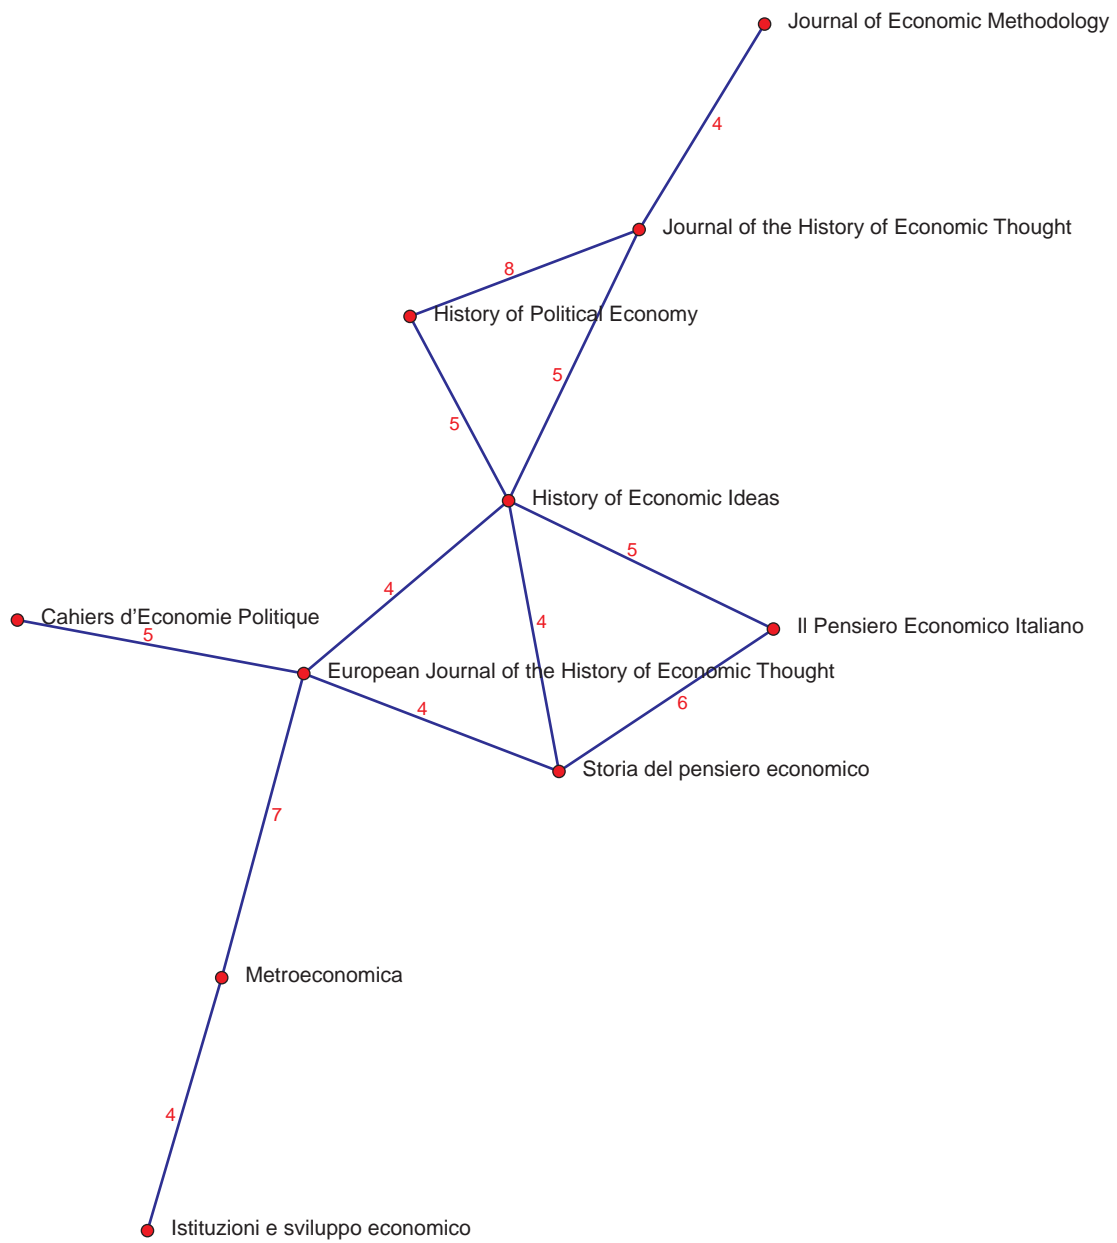 Journal of Economic Methodology
4
Journal of the History of Economic Thought
8
History of Political Economy
5
5
History of Economic Ideas
5
4
Cahiers d’Economie Politique
4
Il Pensiero Economico Italiano
5
European Journal of the History of Economic Thought
6
4
Storia del pensiero economico
7
Metroeconomica
4
Istituzioni e sviluppo economico